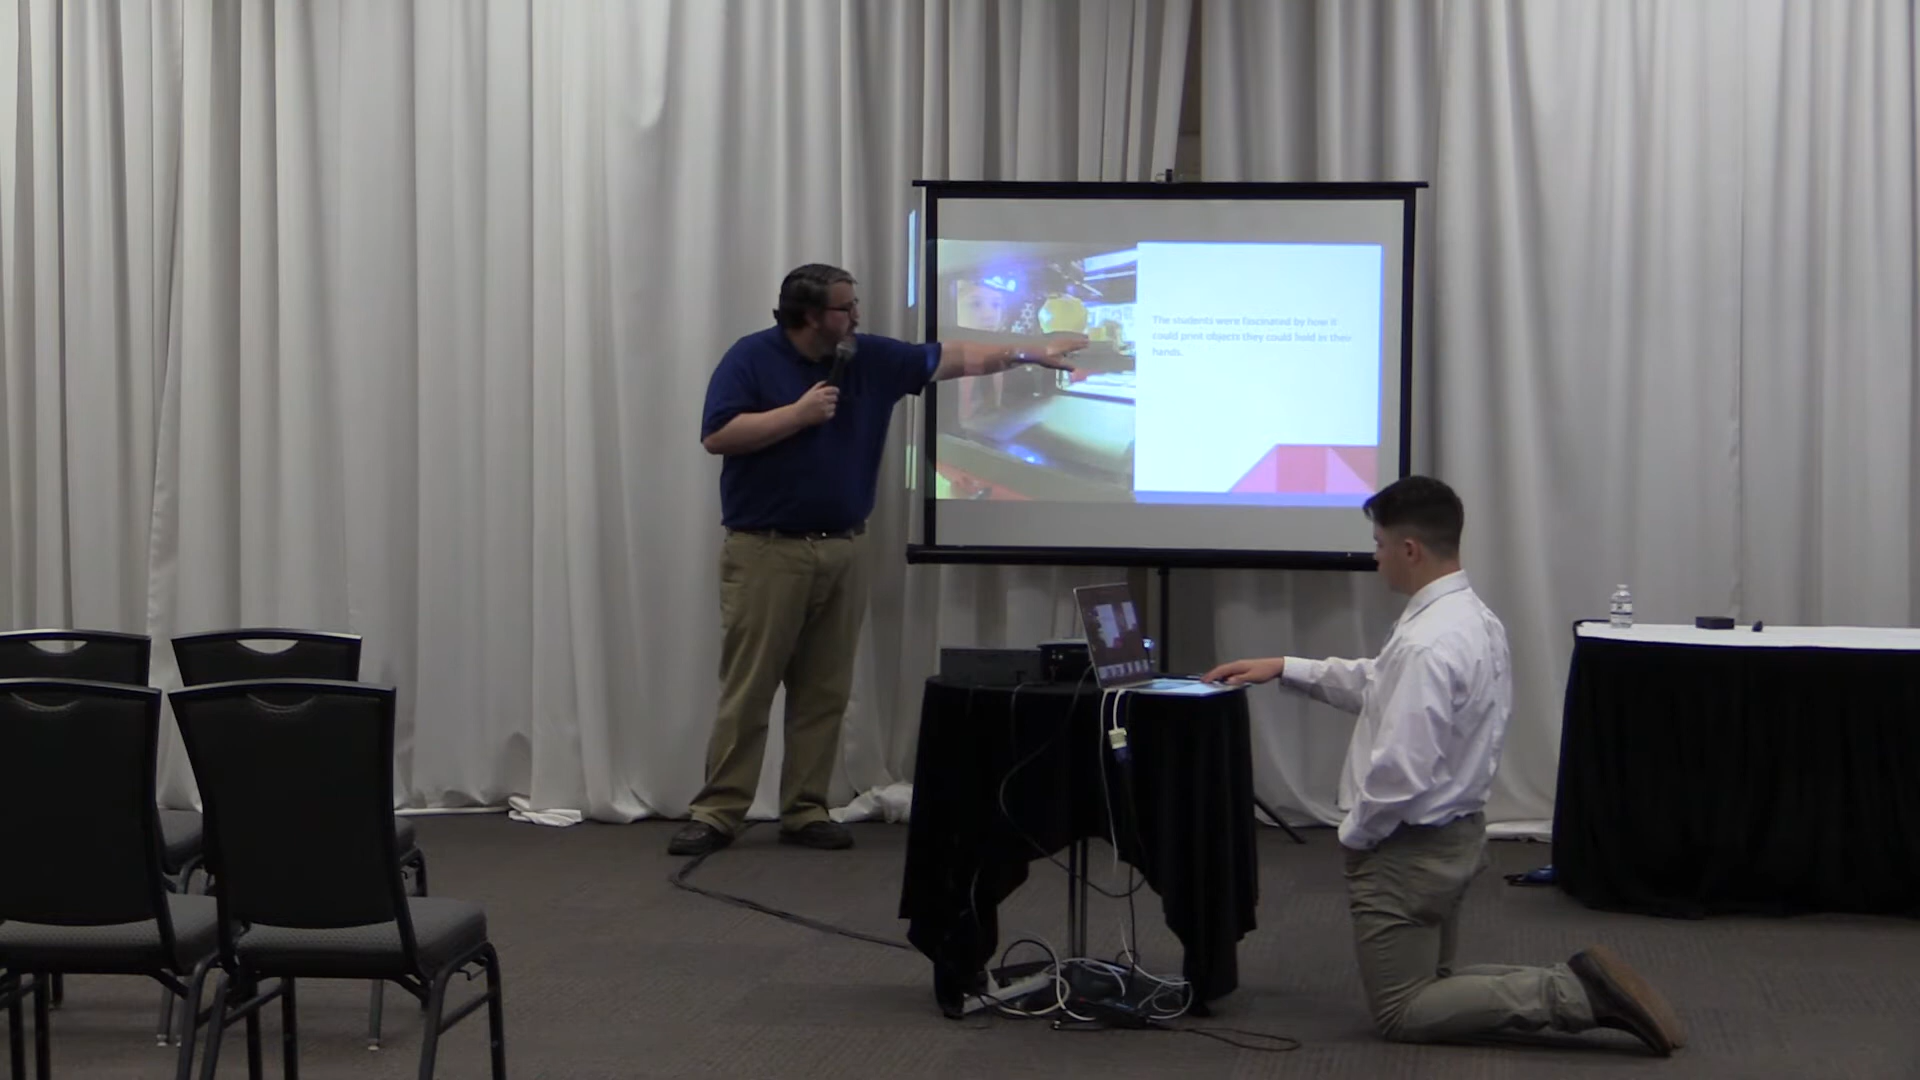 The students were fascinated by how it
could print objects they could hold in their
hands.